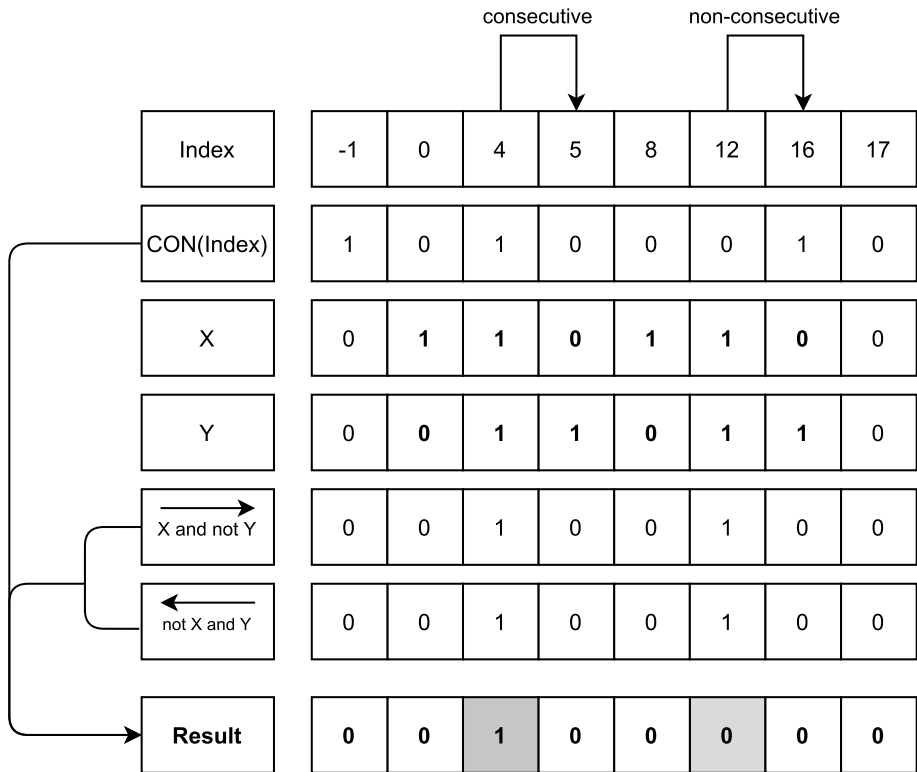 consecutive non-consecutive
Index -1 0 4 5 8 12 16 17
CON(Index) 1 0 1 0 0 0 1 0
X 0 1 1 0 1 1 0 0
Y 0 0 1 1 0 1 1 0
X and not Y 0 0 1 0 0 1 0 0
not X and Y 0 0 1 0 0 1 0 0
Result 0 0 1 0 0 0 0 0